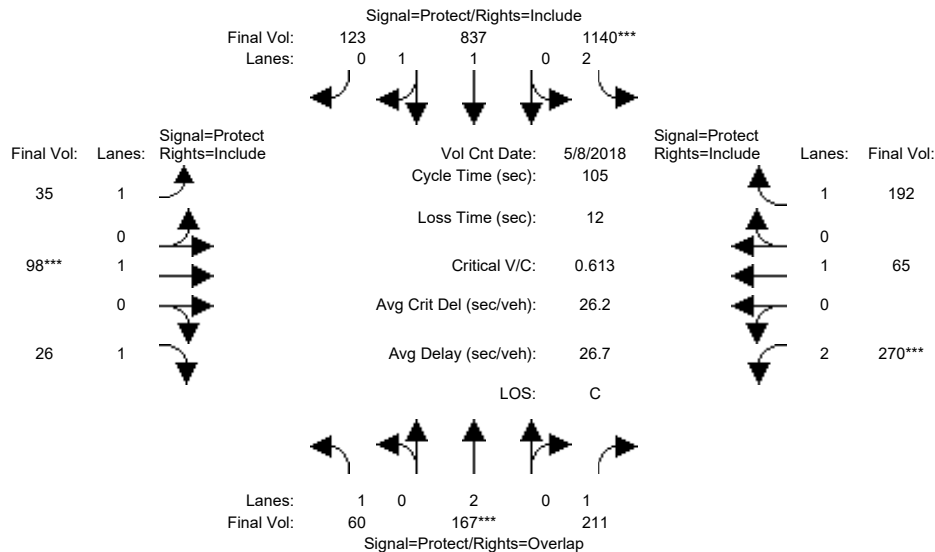 Signal=Protect/Rights=Include
Final Vol: 123 837 1140***
Lanes: 0 1 1 0 2
Signal=Protect
Final Vol: Lanes: Rights=Include
Vol Cnt Date: 5/8/2018
Signal=Protect
Rights=Include Lanes: Final Vol:
Cycle Time (sec): 105
35 1
1 192
Loss Time (sec): 12
0
0
98*** 1
Critical V/C: 0.613
1 65
0
Avg Crit Del (sec/veh): 26.2
0
26 1
Avg Delay (sec/veh): 26.7
2 270***
LOS: C
Lanes: 1 0 2 0 1
Final Vol: 60 167*** 211
Signal=Protect/Rights=Overlap